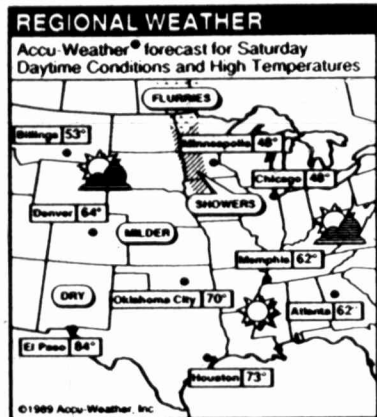 REGIONAL WEATHER
Accu-Weather® forecast for Saturday
Daytime Conditions and High Temperatures
FLURRIES
Billings 53°
Minneapolis 48°
Chicago 48°
Denver 64°
SHOWERS
MILDER
Memphis 62°
DRY
Oklahoma City 70°
Atlanta 62°
El Paso 84°
Houston 73°
©1989 Accu-Weather, Inc